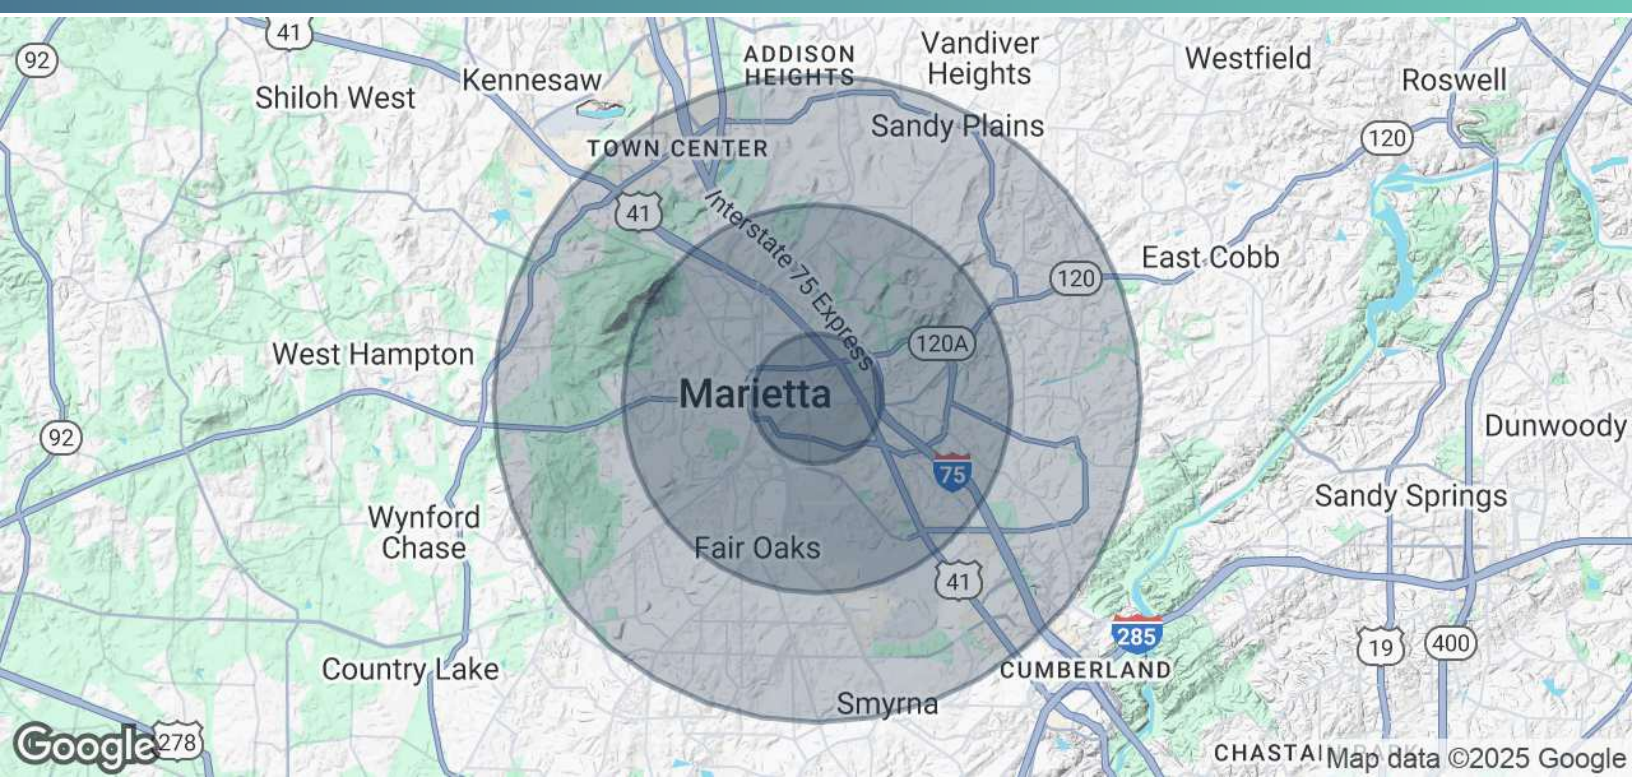 41
92
Kennesaw
ADDISON
HEIGHTS
Vandiver
Heights
Westfield
Roswell
Shiloh West
TOWN CENTER
Sandy Plains
120
41
Interstate 75 Express
East Cobb
120
West Hampton
120A
Marietta
92
Dunwoody
75
Sandy Springs
Wynford
Chase
Fair Oaks
41
285
19
400
Country Lake
CUMBERLAND
Smyrna
Google
278
Map data ©2025 Google